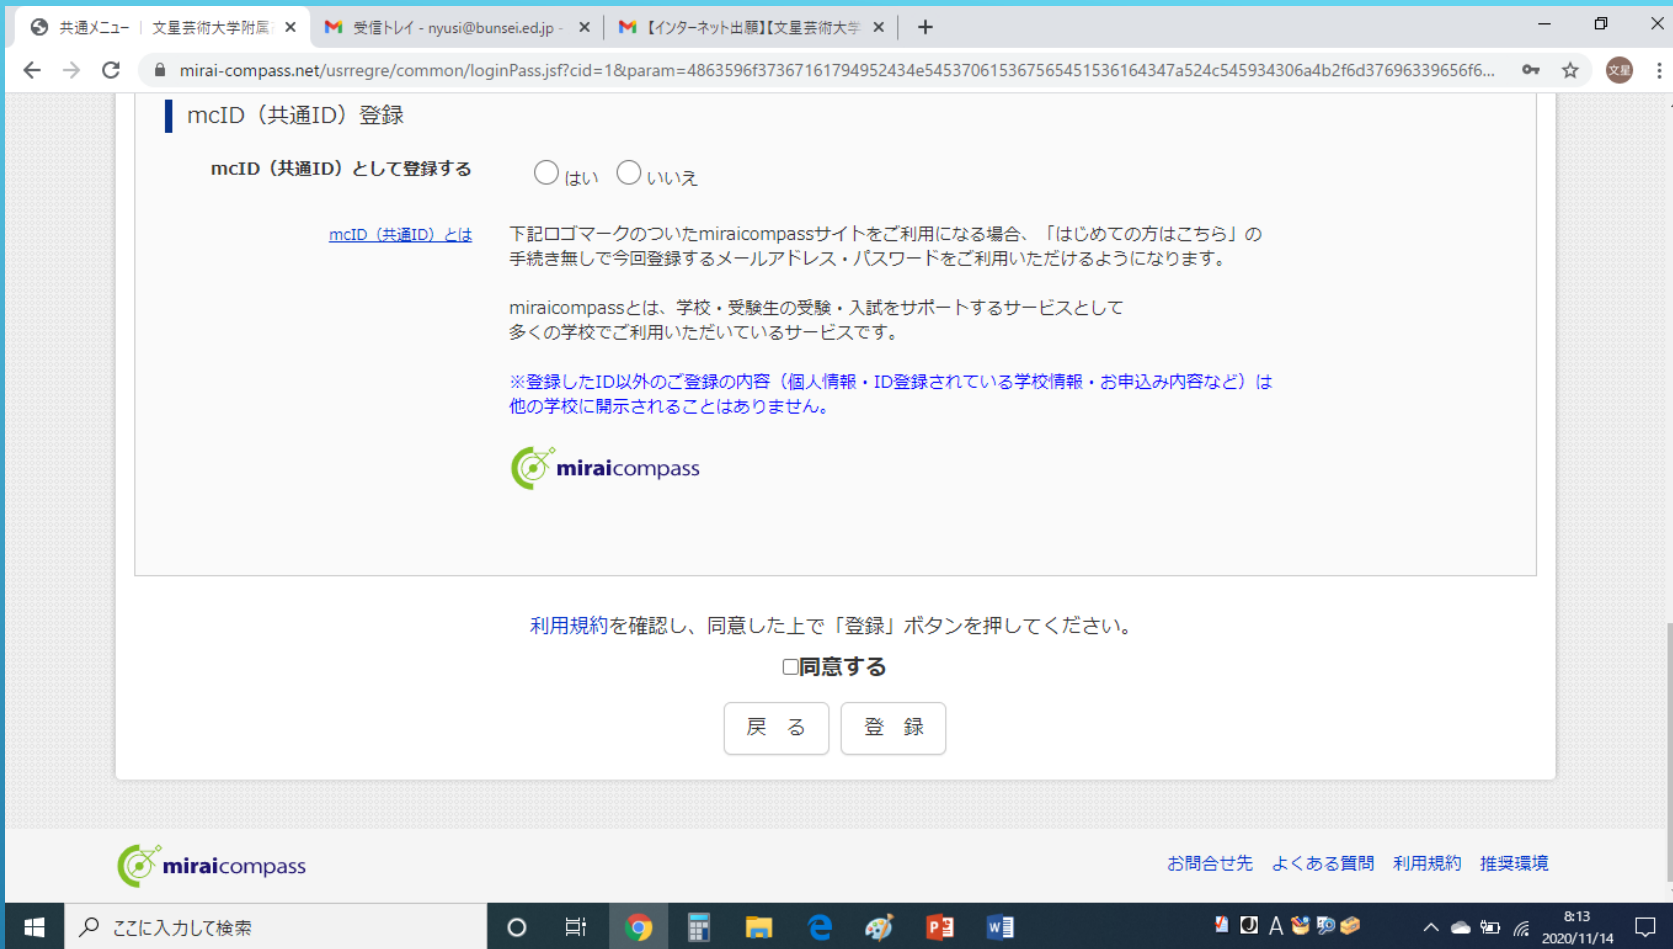 共通メニュー | 文星芸術大学附属
受信トレイ - nyusi@bunsei.ed.jp -
【インターネット出願】【文星芸術大学
mirai-compass.net/usrregre/common/loginPass.jsf?cid=1&param=4863596f37367161794952434e545370615367565451536164347a524c545934306a4b2f6d37696339656f6...
文星
mcID（共通ID）登録
mcID（共通ID）として登録する
はい いいえ
mcID（共通ID）とは
下記ロゴマークのついたmiraicompassサイトをご利用になる場合、「はじめての方はこちら」の
手続き無しで今回登録するメールアドレス・パスワードをご利用いただけるようになります。
miraicompassとは、学校・受験生の受験・入試をサポートするサービスとして
多くの学校でご利用いただいているサービスです。
※登録したID以外のご登録の内容（個人情報・ID登録されている学校情報・お申込み内容など）は
他の学校に開示されることはありません。
miraicompass
利用規約を確認し、同意した上で「登録」ボタンを押してください。
同意する
戻 る 登 録
miraicompass
お問合せ先 よくある質問 利用規約 推奨環境
ここに入力して検索
A
8:13
2020/11/14